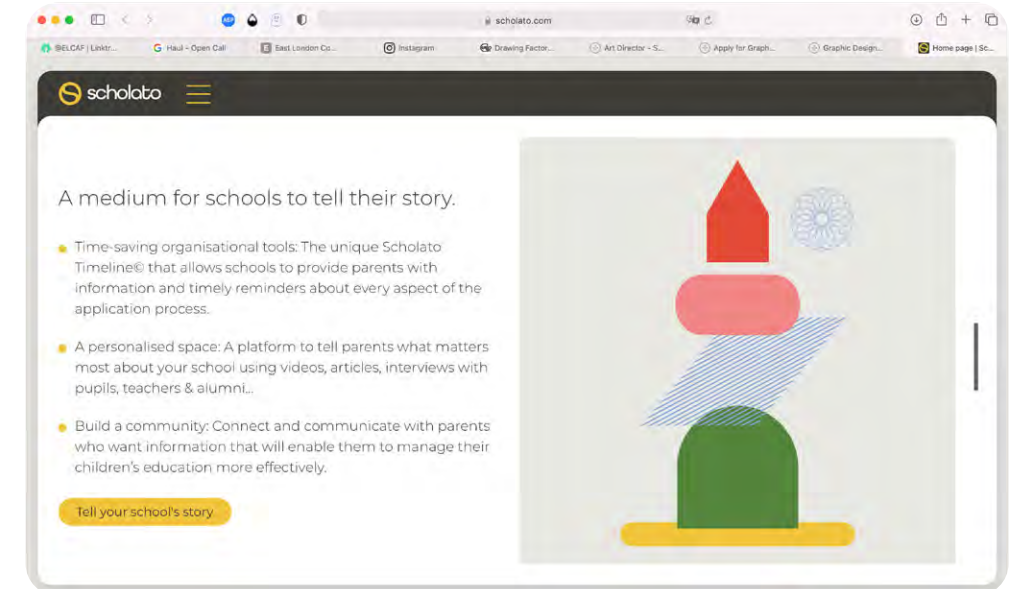 scholato.com
@ELCAF | Linktr...
Haul - Open Call
East London Co...
Instagram
Drawing Factor...
Art Director - S...
Apply for Graph...
Graphic Design...
Home page | Sc...
scholato
A medium for schools to tell their story.
Time-saving organisational tools: The unique Scholato
Timeline© that allows schools to provide parents with
information and timely reminders about every aspect of the
application process.
A personalised space: A platform to tell parents what matters
most about your school using videos, articles, interviews with
pupils, teachers & alumni...
Build a community: Connect and communicate with parents
who want information that will enable them to manage their
children's education more effectively.
Tell your school's story